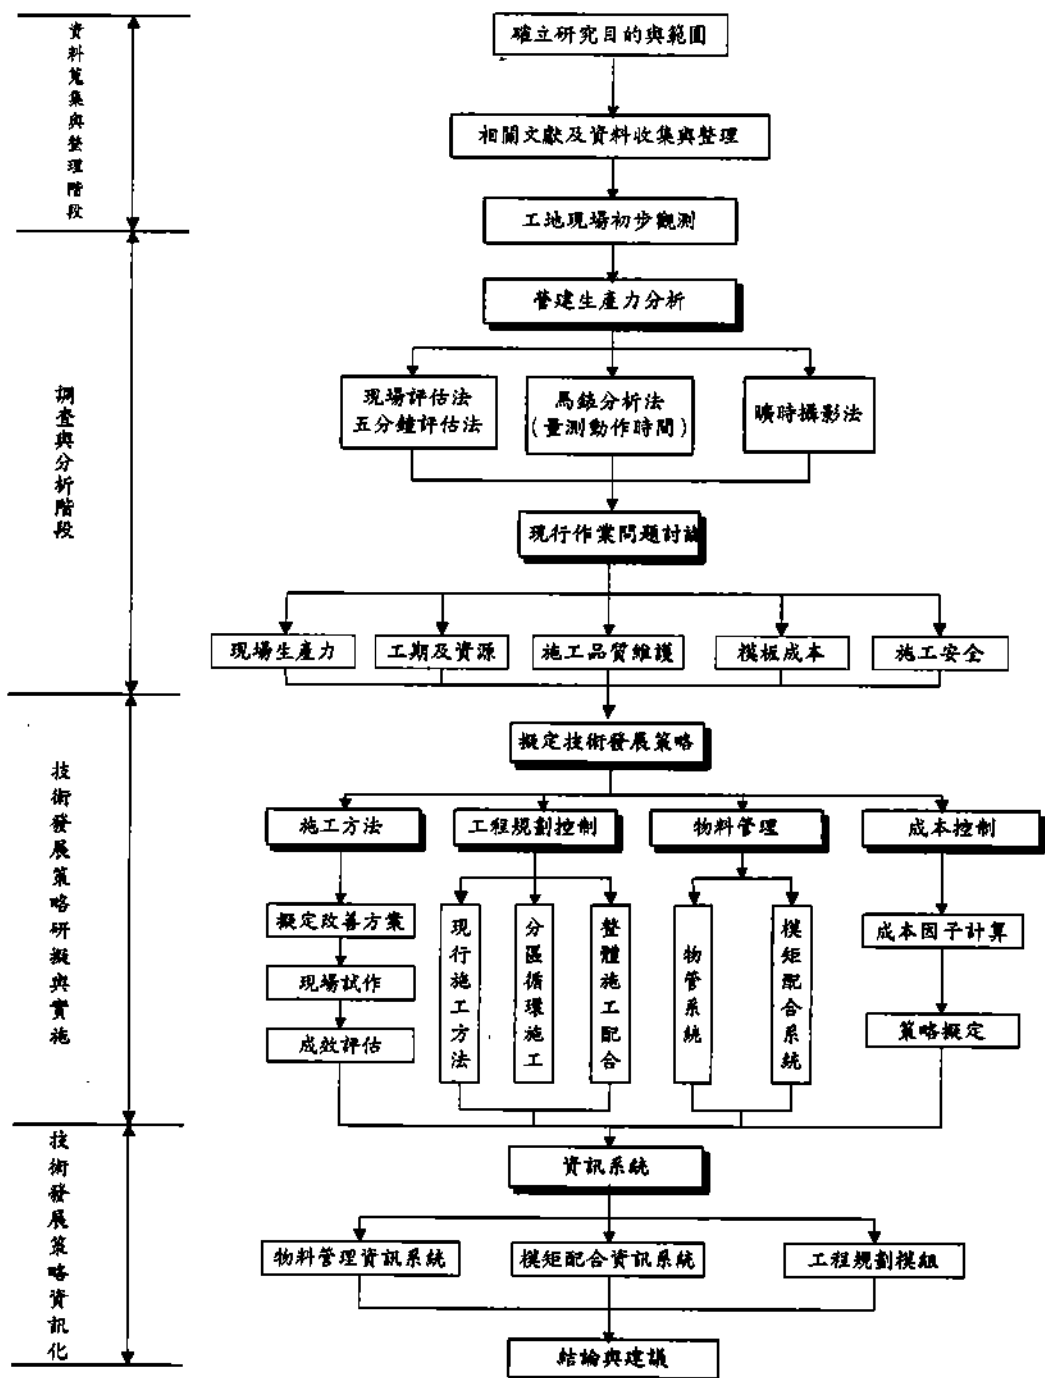 資料蒐集與整理階段
確立研究目的與範圍
相關文獻及資料收集與整理
工地現場初步觀測
調查與分析階段
營建生產力分析
現場評估法
五分鐘評估法
馬錶分析法
(量測動作時間)
曠時攝影法
現行作業問題討論
現場生產力
工期及資源
施工品質維護
模板成本
施工安全
技術發展策略研擬與實施
擬定技術發展策略
施工方法
工程規劃控制
物料管理
成本控制
擬定改善方案
現場試作
成效評估
現行施工方法
分區循環施工
整體施工配合
物管系統
模矩配合系統
成本因子計算
策略擬定
技術發展策略資訊化
資訊系統
物料管理資訊系統
模矩配合資訊系統
工程規劃模組
結論與建議